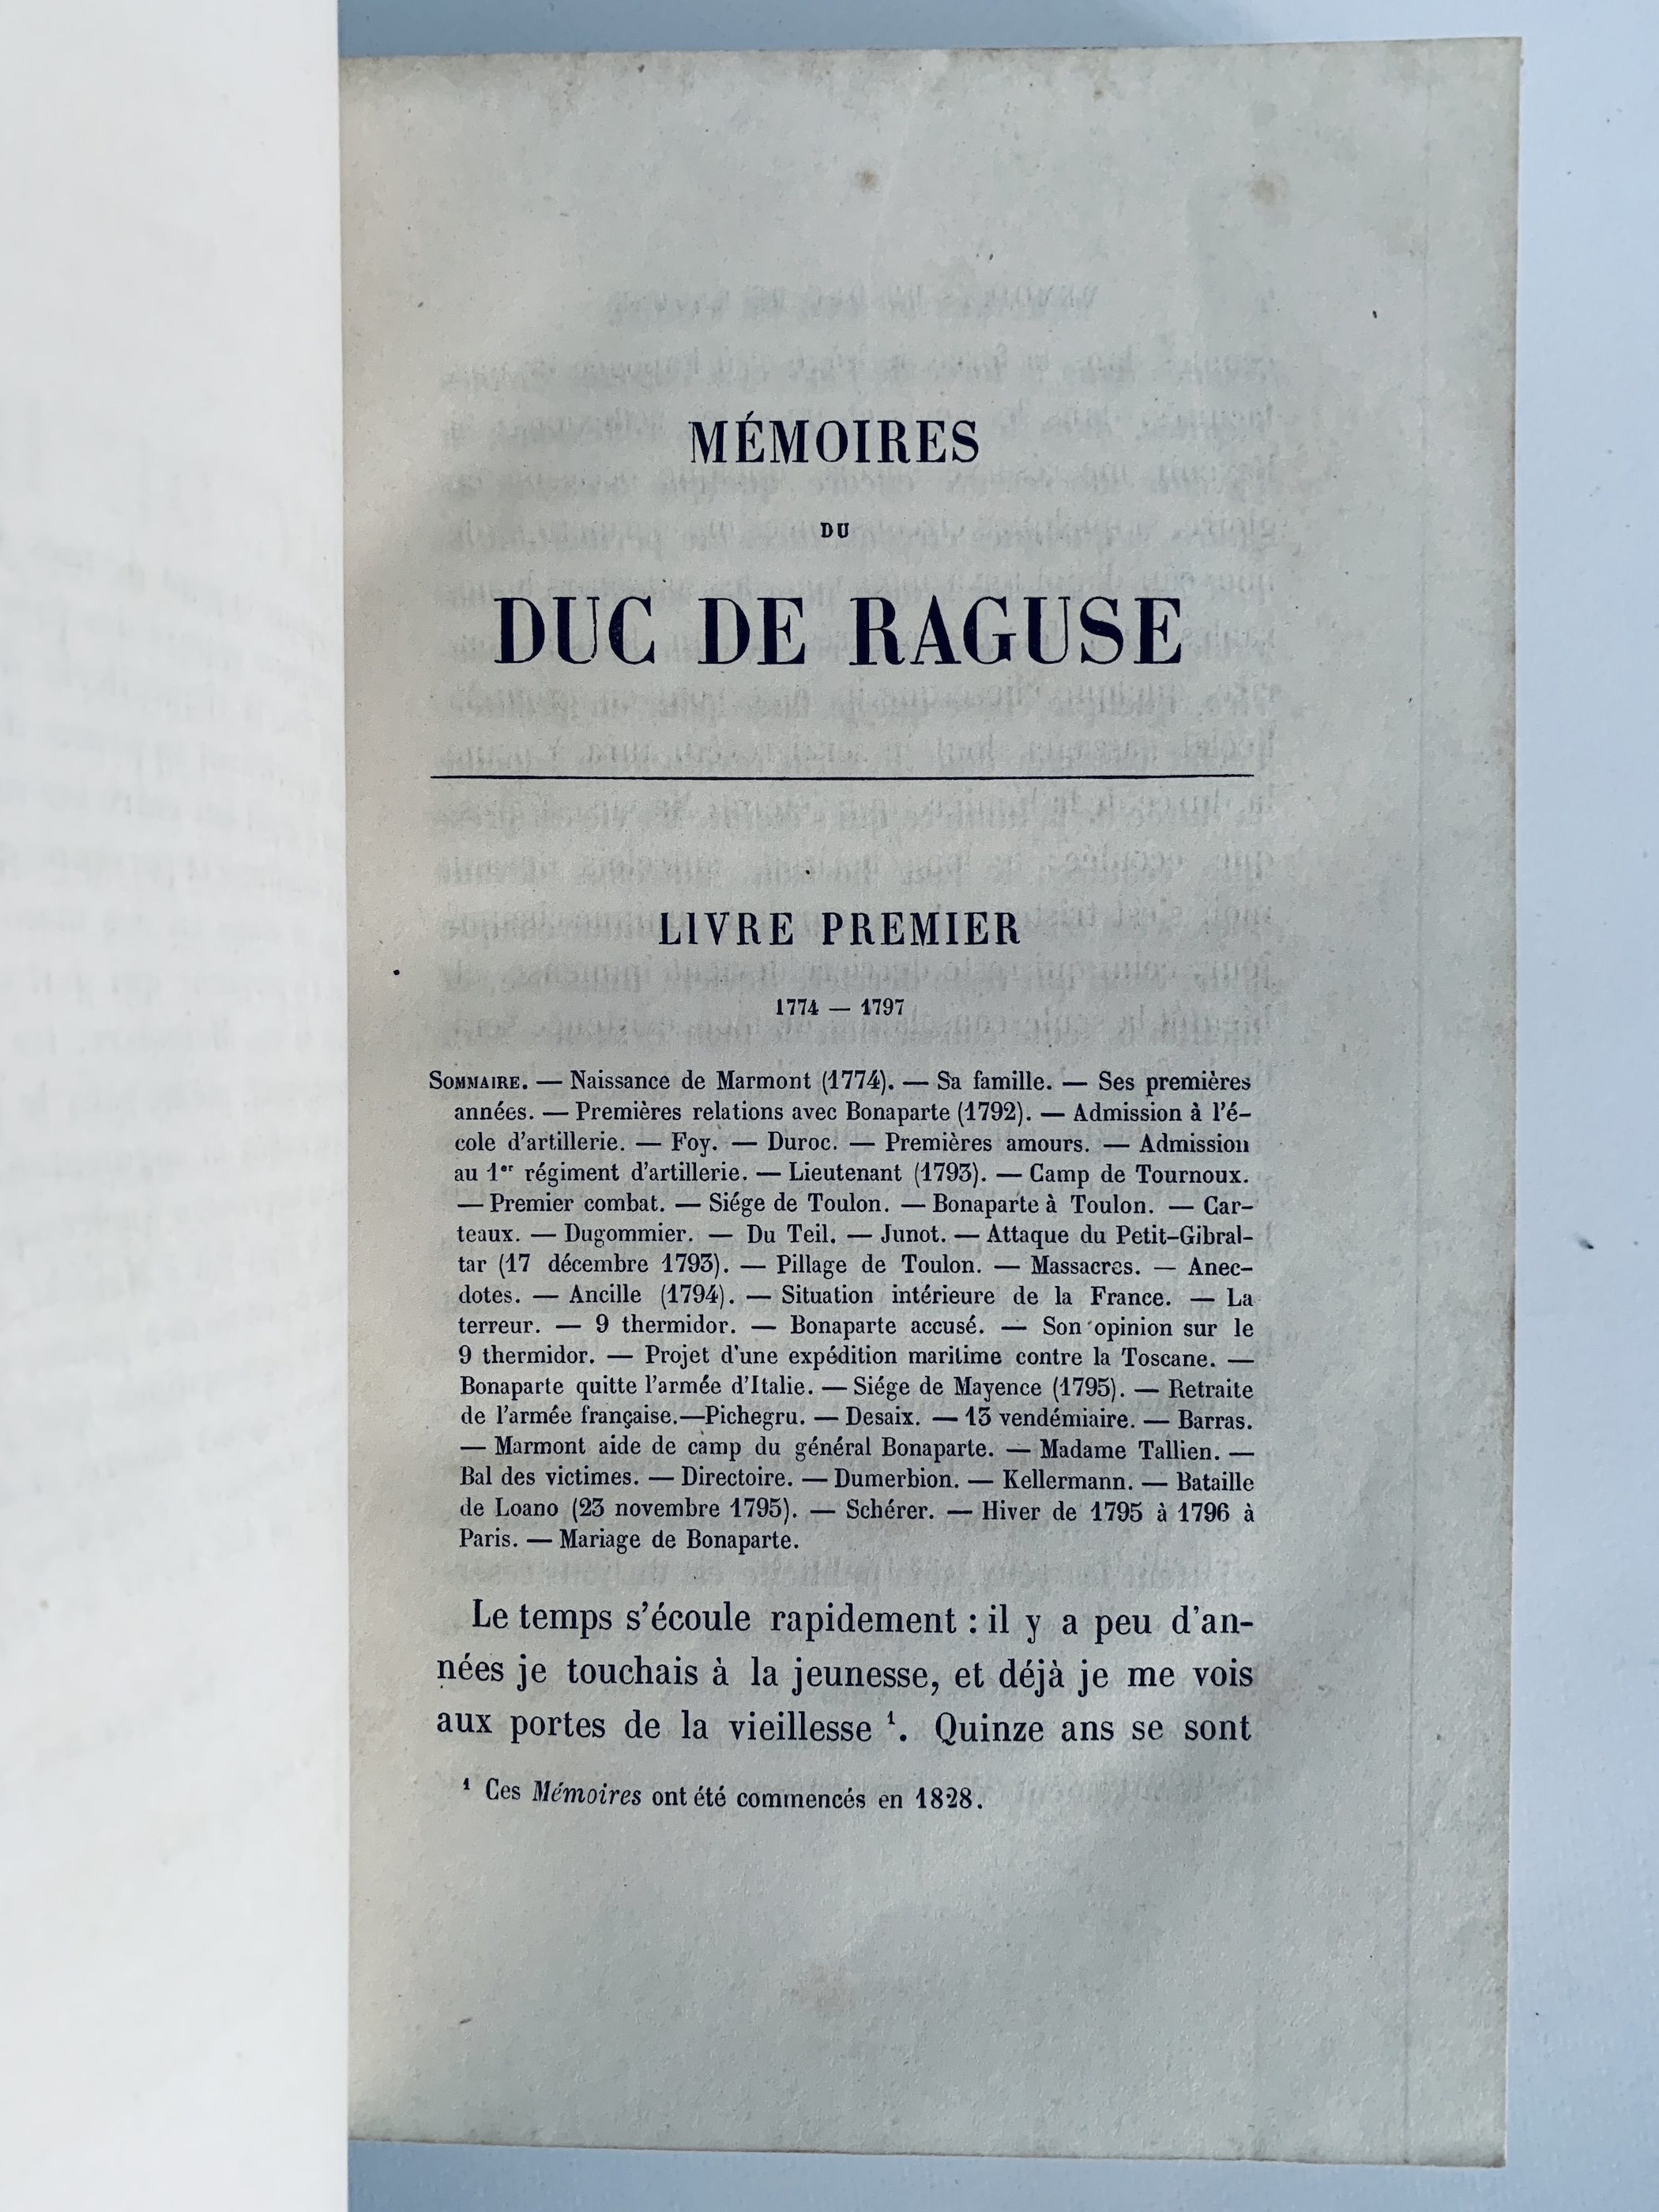 MÉMOIRES
DU
DUC DE RAGUSE
LIVRE PREMIER
1774 — 1797
SOMMAIRE. — Naissance de Marmont (1774). — Sa famille. — Ses premières
années. — Premières relations avec Bonaparte (1792). — Admission à l'é-
cole d'artillerie. — Foy. — Duroc. — Premières amours. — Admission
au 1er régiment d'artillerie. — Lieutenant (1793). — Camp de Tournoux.
— Premier combat. — Siége de Toulon. — Bonaparte à Toulon. — Car-
teaux. — Dugommier. — Du Teil. — Junot. — Attaque du Petit-Gibral-
tar (17 décembre 1793). — Pillage de Toulon. — Massacres. — Anec-
dotes. — Ancille (1794). — Situation intérieure de la France. — La
terreur. — 9 thermidor. — Bonaparte accusé. — Son opinion sur le
9 thermidor. — Projet d'une expédition maritime contre la Toscane. —
Bonaparte quitte l'armée d'Italie. — Siége de Mayence (1795). — Retraite
de l'armée française.—Pichegru. — Desaix. — 13 vendémiaire. — Barras.
— Marmont aide de camp du général Bonaparte. — Madame Tallien. —
Bal des victimes. — Directoire. — Dumerbion. — Kellermann. — Bataille
de Loano (23 novembre 1795). — Schérer. — Hiver de 1795 à 1796 à
Paris. — Mariage de Bonaparte.
Le temps s'écoule rapidement : il y a peu d'an-
nées je touchais à la jeunesse, et déjà je me vois
aux portes de la vieillesse ¹. Quinze ans se sont
¹ Ces Mémoires ont été commencés en 1828.